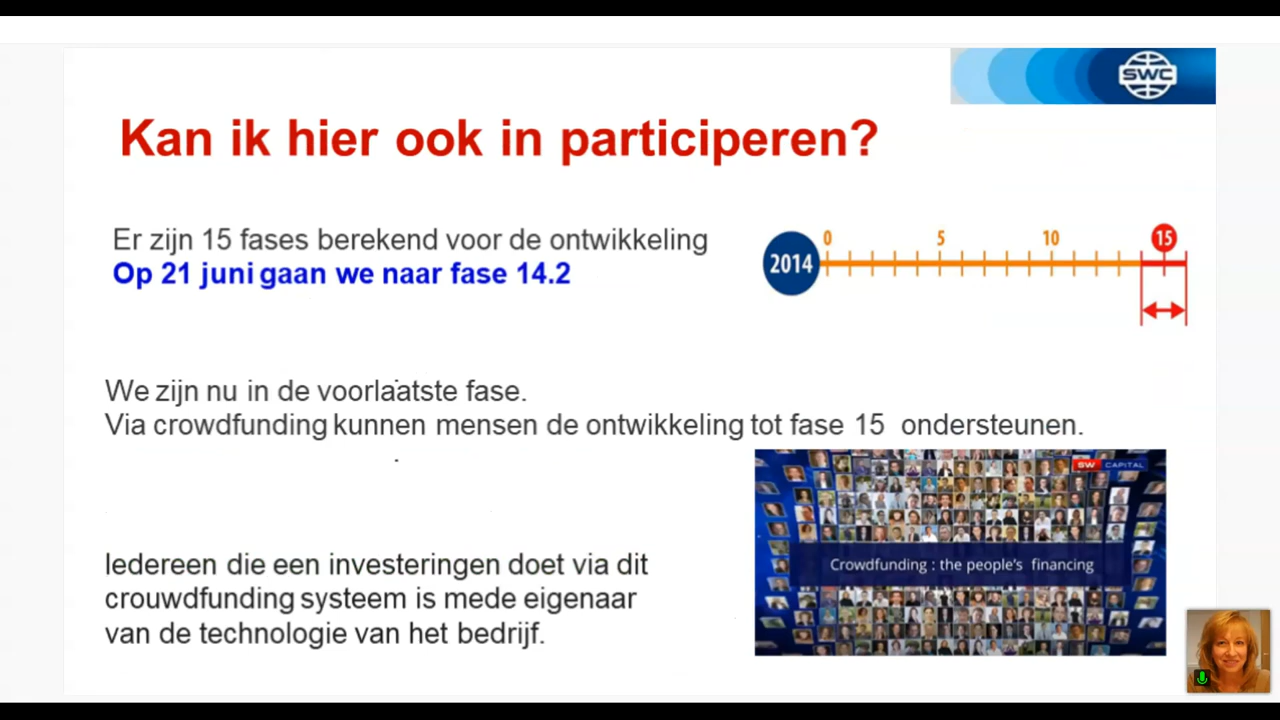 SWC
Kan ik hier ook in participeren?
Er zijn 15 fases berekend voor de ontwikkeling
Op 21 juni gaan we naar fase 14.2
2014
0
5
10
15
We zijn nu in de voorlaatste fase.
Via crowdfunding kunnen mensen de ontwikkeling tot fase 15 ondersteunen.
SW CAPITAL
Crowdfunding : the people's financing
Iedereen die een investeringen doet via dit
crouwdfunding systeem is mede eigenaar
van de technologie van het bedrijf.